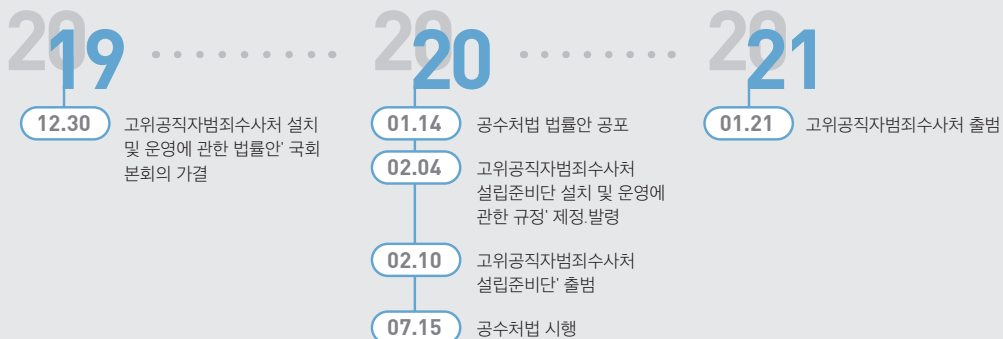 2019
12.30
고위공직자범죄수사처 설치
및 운영에 관한 법률안' 국회
본회의 가결
2020
01.14
공수처법 법률안 공포
02.04
고위공직자범죄수사처
설립준비단 설치 및 운영에
관한 규정' 제정.발령
02.10
고위공직자범죄수사처
설립준비단' 출범
07.15
공수처법 시행
2021
01.21
고위공직자범죄수사처 출범